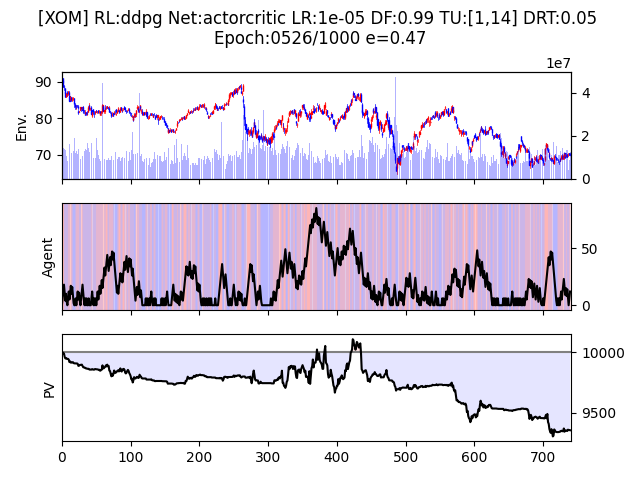 [XOM] RL:ddpg Net:actorcritic LR:1e-05 DF:0.99 TU:[1,14] DRT:0.05
Epoch:0526/1000 e=0.47
1e7
90
80
70
Env.
4
2
0
Agent
50
0
PV
10000
9500
0 100 200 300 400 500 600 700